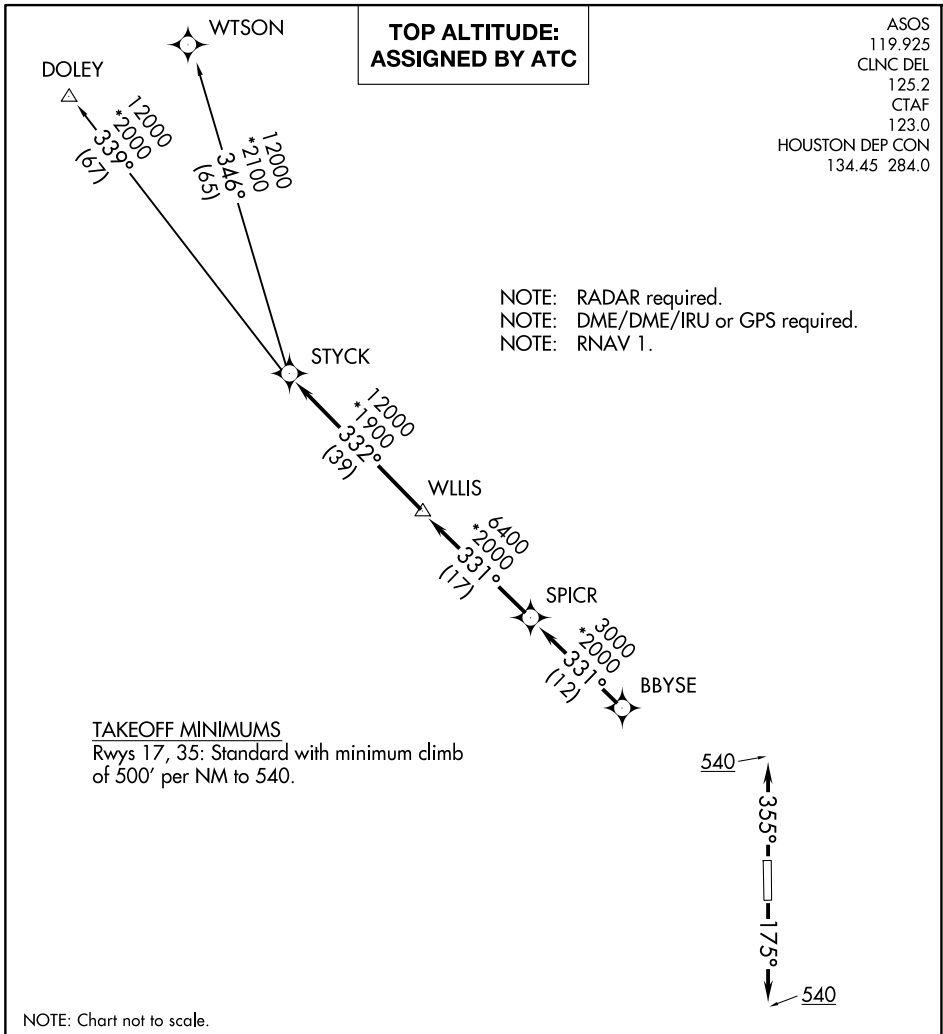 TOP ALTITUDE:
ASSIGNED BY ATC
ASOS
119.925
CLNC DEL
125.2
CTAF
123.0
HOUSTON DEP CON
134.45 284.0
WTSON
DOLEY
12000
*2000
339°
(67)
12000
*2100
346°
(65)
NOTE: RADAR required.
NOTE: DME/DME/IRU or GPS required.
NOTE: RNAV 1.
STYCK
12000
*1900
332°
(39)
WLLIS
6400
*2000
331°
(17)
SPICR
3000
*2000
331°
(12)
BBYSE
TAKEOFF MINIMUMS
Rwys 17, 35: Standard with minimum climb
of 500' per NM to 540.
540
355°
175°
540
NOTE: Chart not to scale.